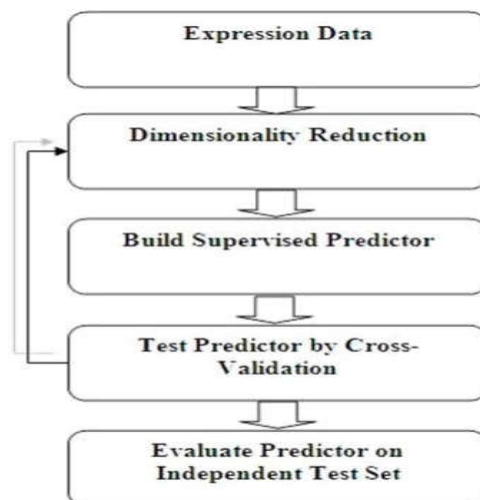 Expression Data
Dimensionality Reduction
Build Supervised Predictor
Test Predictor by Cross-
Validation
Evaluate Predictor on
Independent Test Set